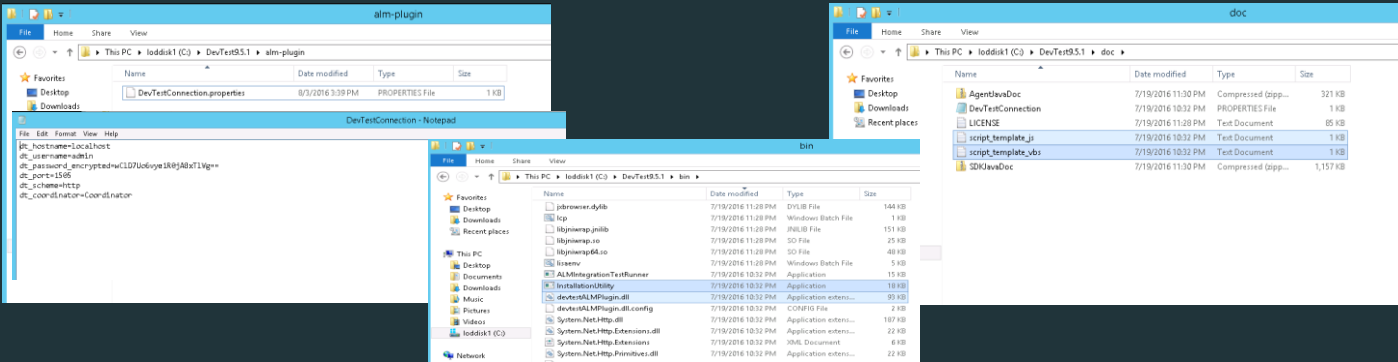 alm-plugin
File Home Share View
This PC loddisk1 (C:) DevTest9.5.1 alm-plugin
Favorites
Desktop
Downloads
Name Date modified Type Size
DevTestConnection.properties 8/3/2016 3:39 PM PROPERTIES File 1 KB
DevTestConnection - Notepad
File Edit Format View Help
dt_hostname=localhost
dt_username=admin
dt_port=1505
dt_scheme=http
dt_coordinator=Coordinator
bin
File Home Share View
This PC loddisk1 (C:) DevTest9.5.1 bin
Favorites
Desktop
Downloads
Recent places
This PC
Desktop
Documents
Downloads
Music
Pictures
Videos
loddisk1 (C:)
Network
Name Date modified Type Size
jxbrowser.dylib 7/19/2016 11:28 PM DYLIB File 144 KB
lcp 7/19/2016 11:28 PM Windows Batch File 1 KB
libjniwrap.jnilib 7/19/2016 11:28 PM JNILIB File 151 KB
libjniwrap.so 7/19/2016 11:28 PM SO File 25 KB
libjniwrap64.so 7/19/2016 11:28 PM SO File 48 KB
lisaenv 7/19/2016 11:28 PM Windows Batch File 5 KB
ALMIntegrationTestRunner 7/19/2016 10:32 PM Application 15 KB
InstallationUtility 7/19/2016 10:32 PM Application 18 KB
devtestALMPlugin.dll 7/19/2016 10:32 PM Application extens... 93 KB
devtestALMPlugin.dll.config 7/19/2016 10:32 PM CONFIG File 2 KB
System.Net.Http.dll 7/19/2016 10:32 PM Application extens... 187 KB
System.Net.Http.Extensions.dll 7/19/2016 10:32 PM Application extens... 22 KB
System.Net.Http.Extensions 7/19/2016 10:32 PM XML Document 6 KB
System.Net.Http.Primitives.dll 7/19/2016 10:32 PM Application extens... 22 KB
doc
File Home Share View
This PC loddisk1 (C:) DevTest9.5.1 doc
Favorites
Desktop
Downloads
Recent places
Name Date modified Type Size
AgentJavaDoc 7/19/2016 11:30 PM Compressed (zipp... 321 KB
DevTestConnection 7/19/2016 10:32 PM PROPERTIES File 1 KB
LICENSE 7/19/2016 11:28 PM Text Document 85 KB
script_template_js 7/19/2016 10:32 PM Text Document 1 KB
script_template_vbs 7/19/2016 10:32 PM Text Document 1 KB
SDKJavaDoc 7/19/2016 11:30 PM Compressed (zipp... 1,157 KB